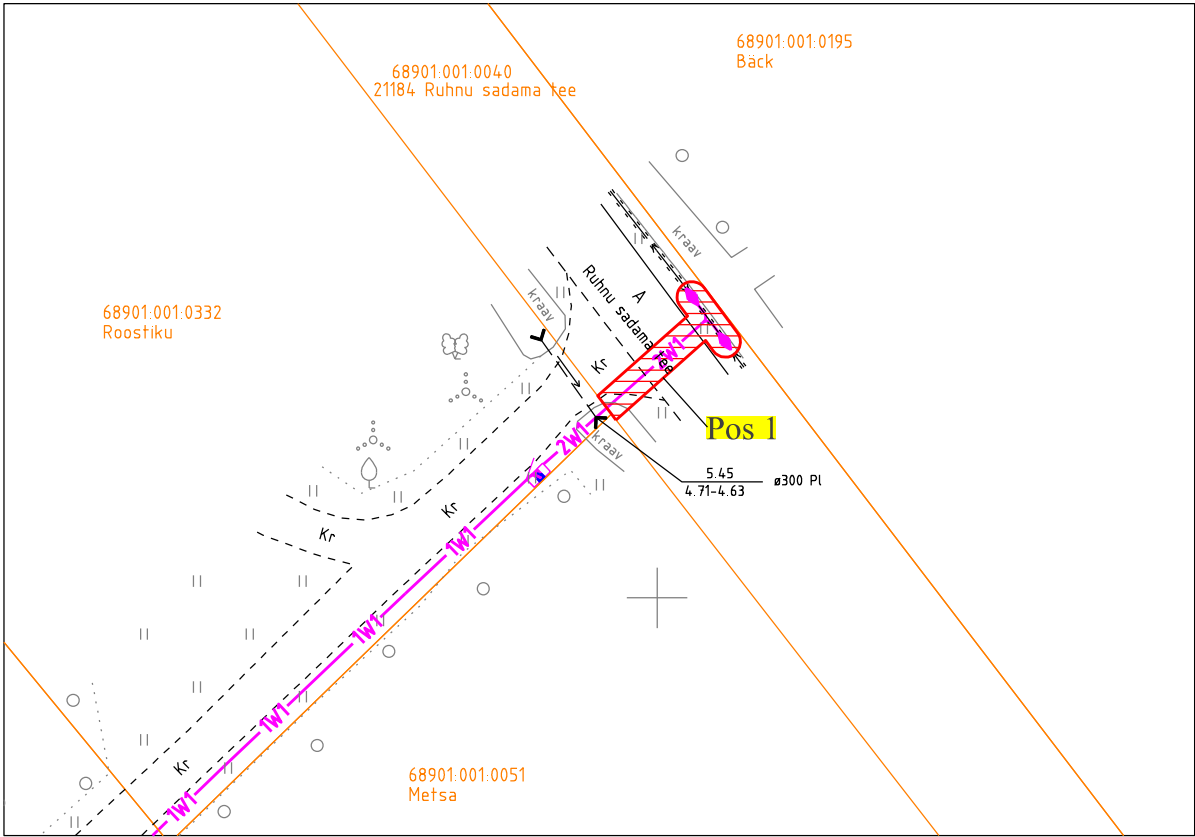 68901:001:0195
Bäck
68901:001:0040
21184 Ruhnu sadama tee
kraav
A
Ruhnu sadama tee
kraav
68901:001:0332
Roostiku
2W1
Kr
Pos 1
2W1
kraav
5.45
4.71-4.63
ø300 Pl
Kr
Kr
1W1
1W1
1W1
Kr
1W1
68901:001:0051
Metsa